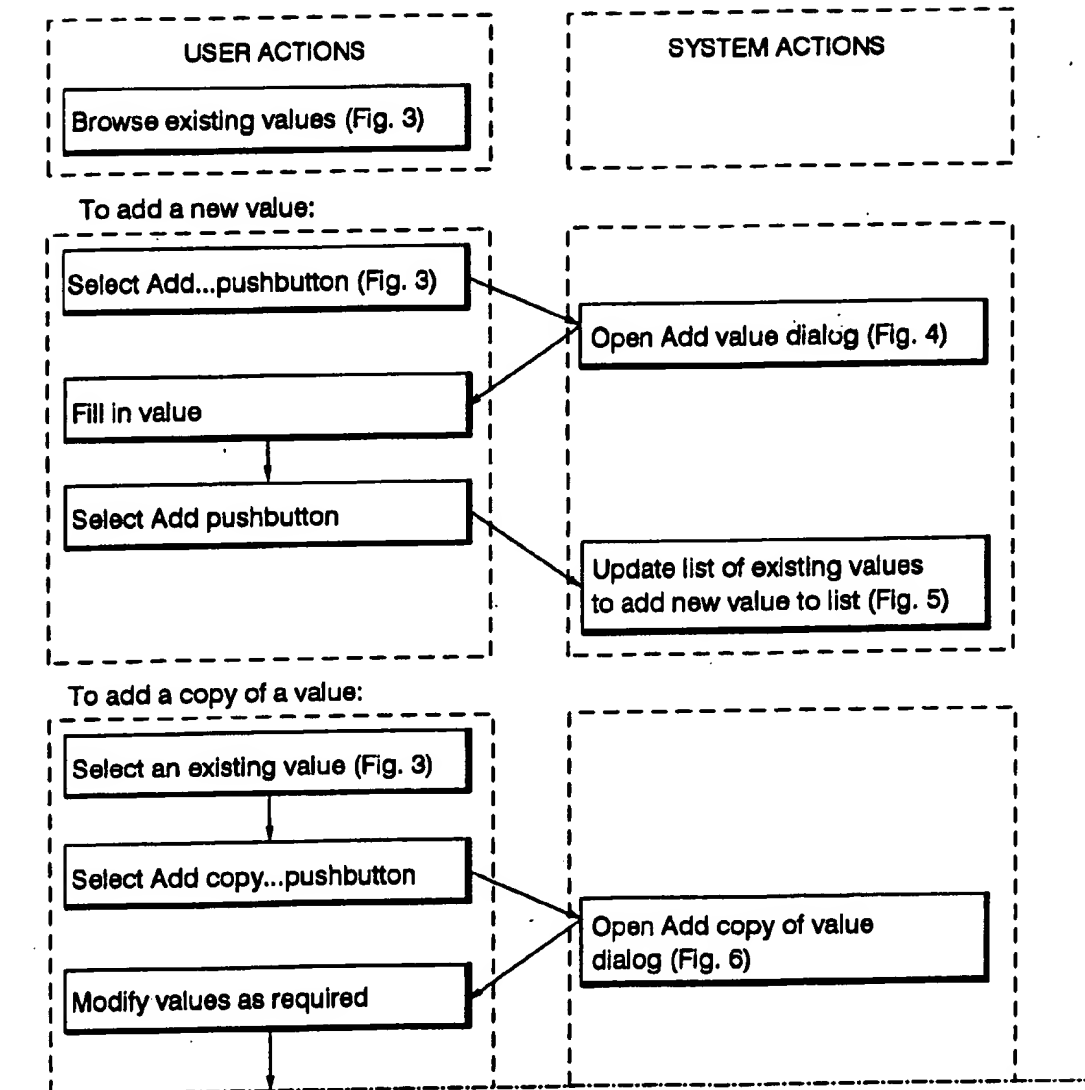 USER ACTIONS
SYSTEM ACTIONS
Browse existing values (Fig. 3)
To add a new value:
Select Add...pushbutton (Fig. 3)
Open Add value dialog (Fig. 4)
Fill in value
Select Add pushbutton
Update list of existing values
to add new value to list (Fig. 5)
To add a copy of a value:
Select an existing value (Fig. 3)
Select Add copy...pushbutton
Open Add copy of value
dialog (Fig. 6)
Modify values as required